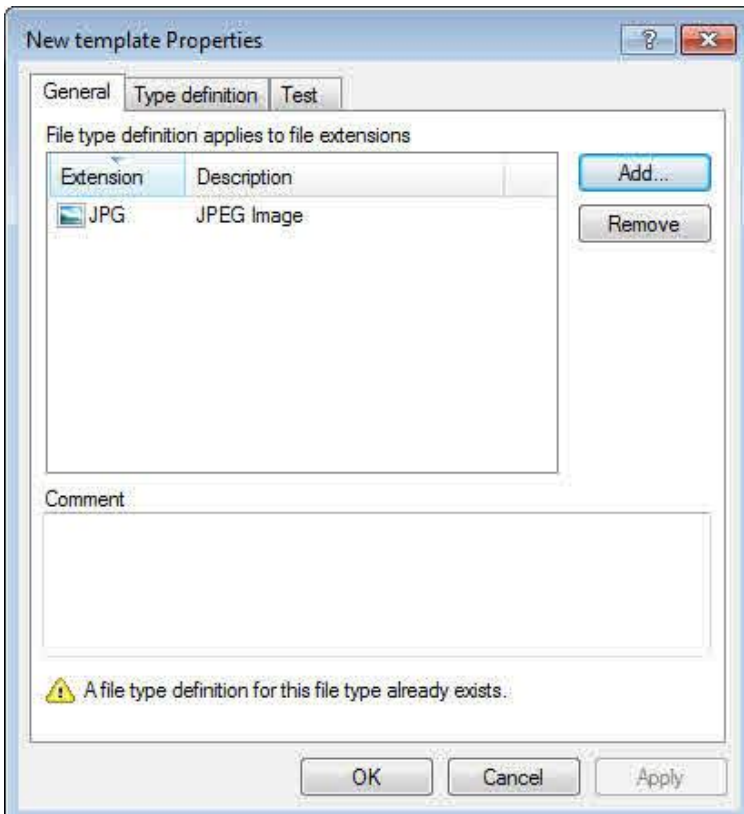 New template Properties
?
General Type definition Test
File type definition applies to file extensions
Extension Description
JPG JPEG Image
Add...
Remove
Comment
A file type definition for this file type already exists.
OK Cancel Apply